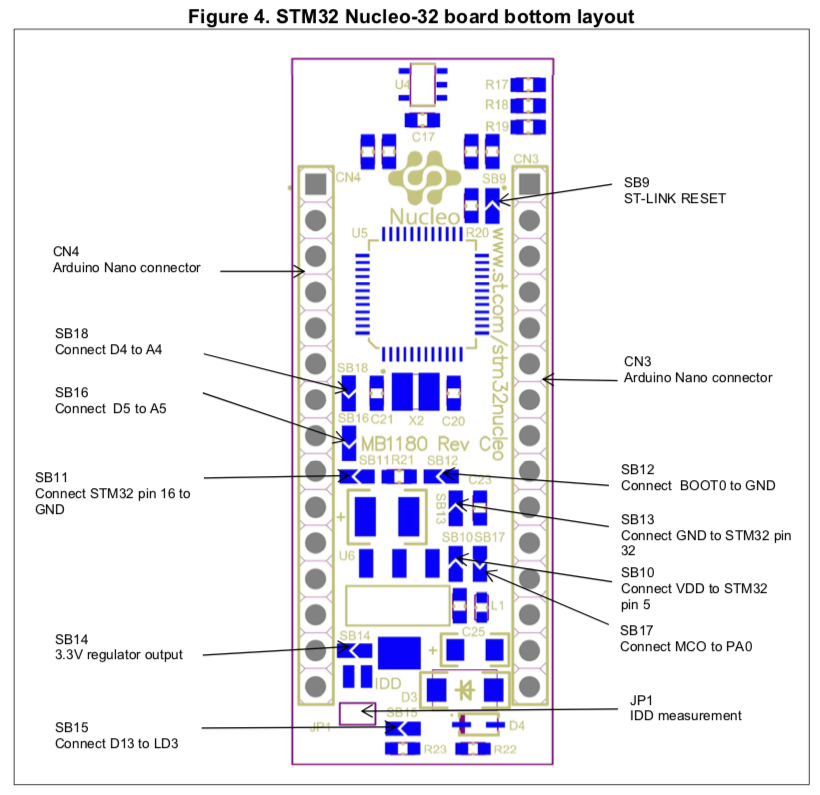 Figure 4. STM32 Nucleo-32 board bottom layout
U4
R17
R18
R19
C17
CN4
CN3
SB9
SB9
ST-LINK RESET
Nucleo
U5
R20
www.st.com/stm32nucleo
CN4
Arduino Nano connector
SB18
Connect D4 to A4
SB18
CN3
Arduino Nano connector
SB16
Connect D5 to A5
C21
X2
C20
SB16
MB1180 Rev C
SB11
Connect STM32 pin 16 to
GND
SB11
R21
SB12
C23
SB12
Connect BOOT0 to GND
SB13
SB13
Connect GND to STM32 pin
32
U6
SB10
SB17
SB10
Connect VDD to STM32
pin 5
L1
SB17
Connect MCO to PA0
C25
SB14
3.3V regulator output
SB14
IDD
D3
JP1
IDD measurement
JP1
SB15
SB15
Connect D13 to LD3
D4
R23
R22